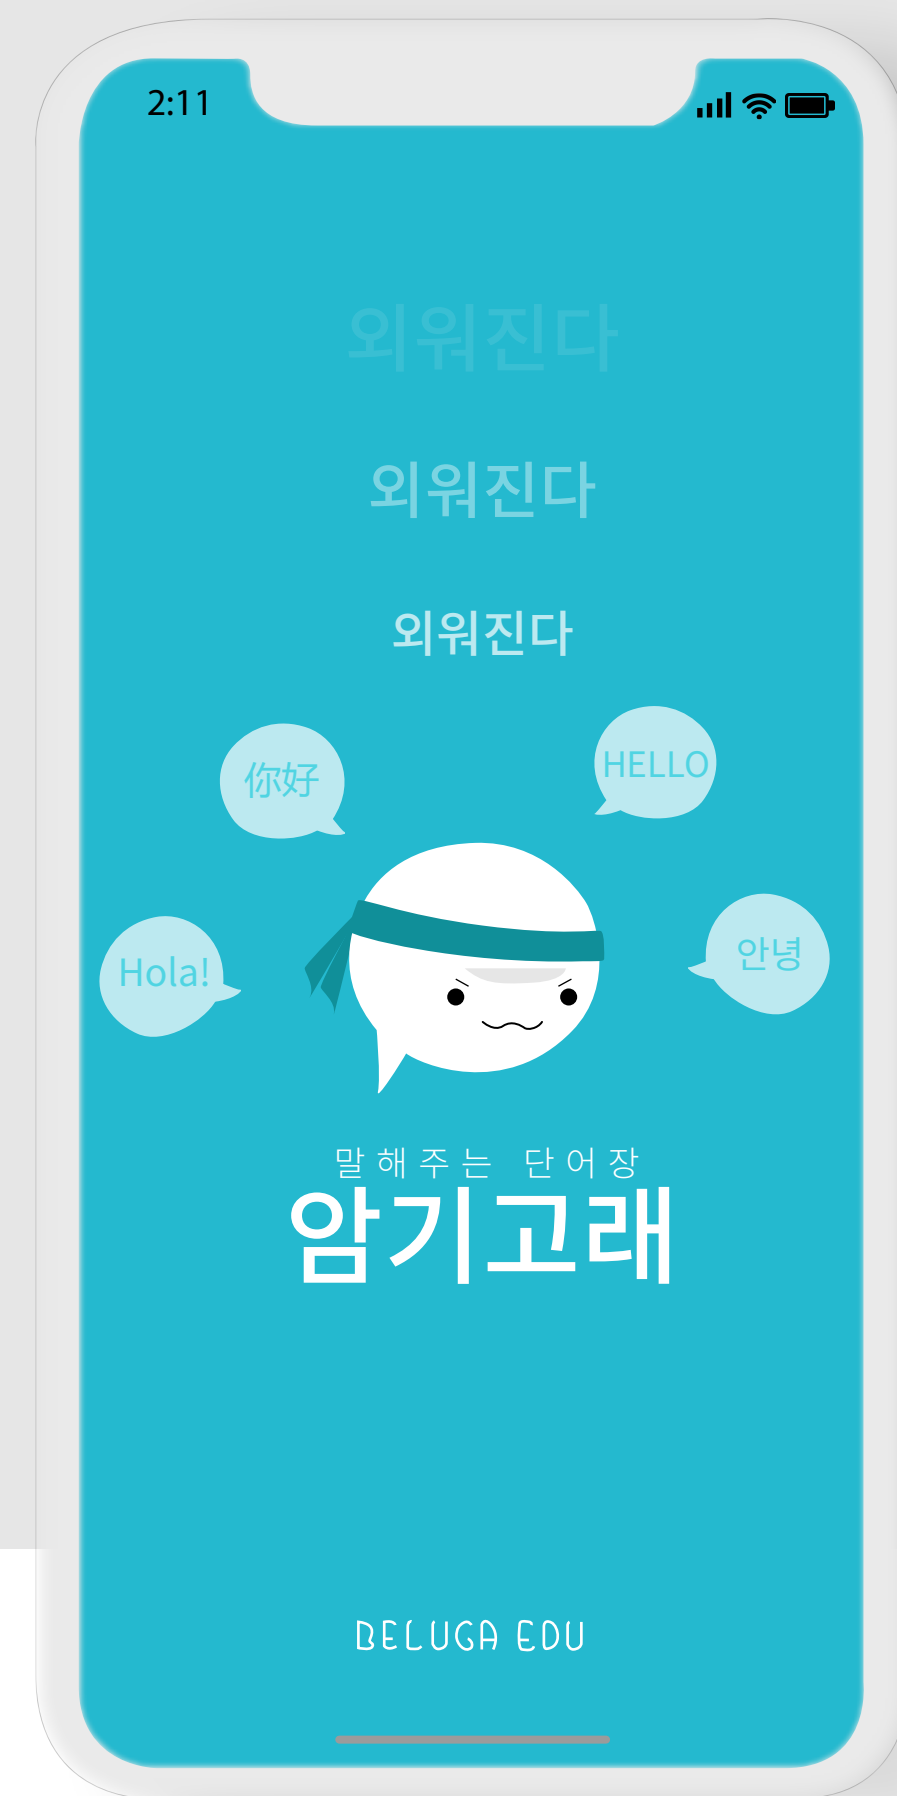 2:11
외워진다
외워진다
외워진다
你好
HELLO
Hola!
안녕
말해주는 단어장
암기고래
BELUGA EDU